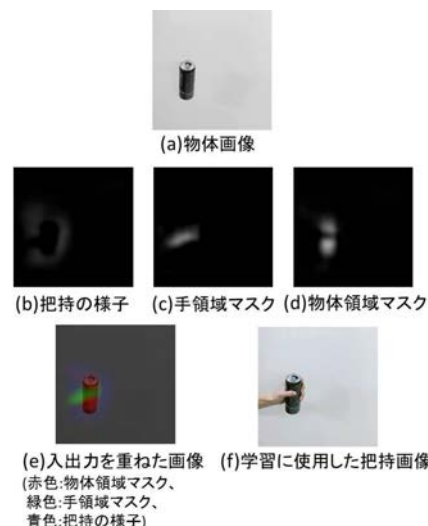 (a)物体画像
(b)把持の様子
(c)手領域マスク
(d)物体領域マスク
(e)入出力を重ねた画像
(赤色:物体領域マスク、
緑色:手領域マスク、
青色:把持の様子)
(f)学習に使用した把持画像